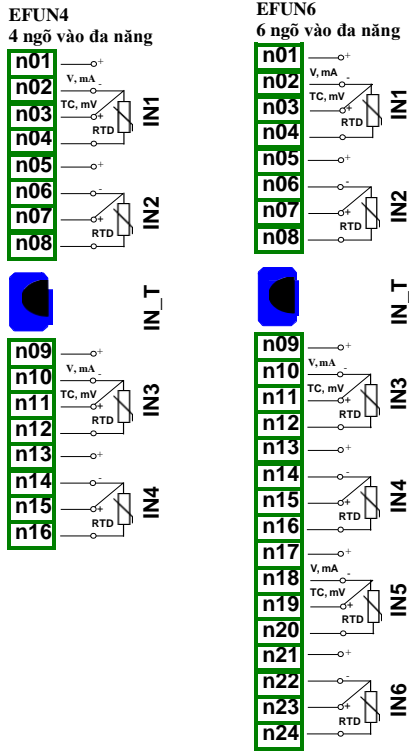 EFUN4
4 ngõ vào đa năng
n01 +
n02 V, mA -
n03 TC, mV +
n04 RTD
IN1
n05 +
n06 -
n07 +
n08 RTD
IN2
IN_T
n09 +
n10 V, mA -
n11 TC, mV +
n12 RTD
IN3
n13 +
n14 -
n15 +
n16 RTD
IN4
EFUN6
6 ngõ vào đa năng
n01 +
n02 V, mA -
n03 TC, mV +
n04 RTD
IN1
n05 +
n06 -
n07 +
n08 RTD
IN2
IN_T
n09 +
n10 V, mA -
n11 TC, mV +
n12 RTD
IN3
n13 +
n14 -
n15 +
n16 RTD
IN4
n17 +
n18 V, mA -
n19 TC, mV +
n20 RTD
IN5
n21 +
n22 -
n23 +
n24 RTD
IN6